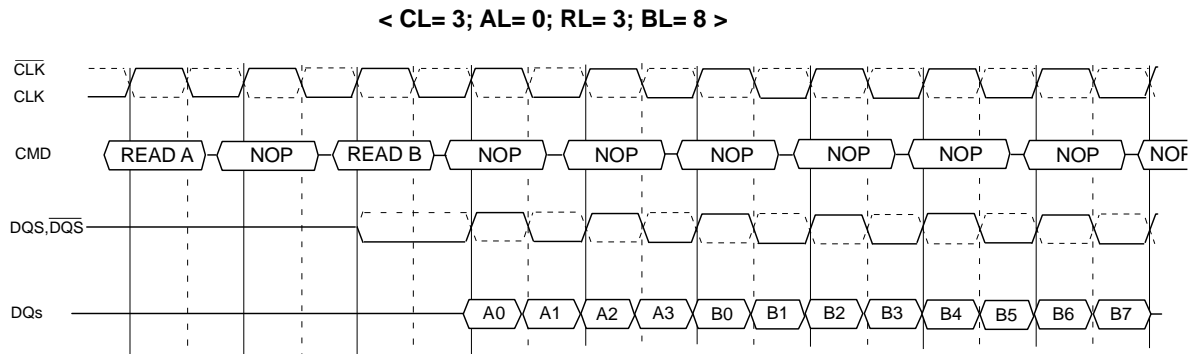 < CL= 3; AL= 0; RL= 3; BL= 8 >
CLK
CLK
CMD READ A NOP READ B NOP NOP NOP NOP NOP NOP NOP
DQS,DQS
DQs A0 A1 A2 A3 B0 B1 B2 B3 B4 B5 B6 B7